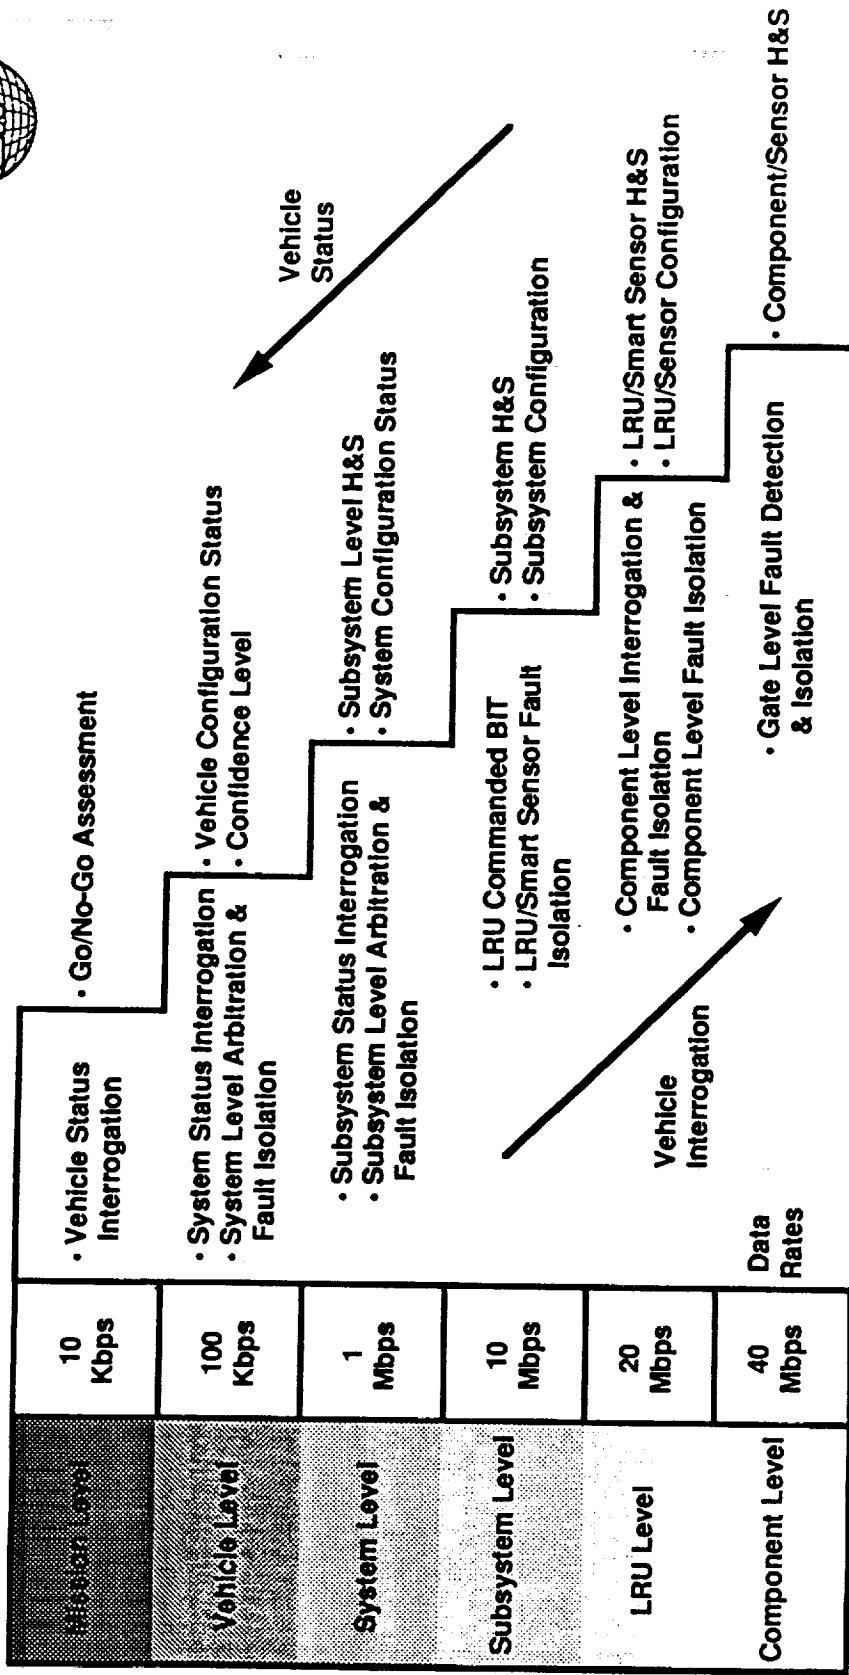 Mission Level
10
Kbps
• Vehicle Status
Interrogation
• Go/No-Go Assessment
Vehicle Level
100
Kbps
• System Status Interrogation
• System Level Arbitration &
Fault Isolation
• Vehicle Configuration Status
• Confidence Level
System Level
1
Mbps
• Subsystem Status Interrogation
• Subsystem Level Arbitration &
Fault Isolation
• Subsystem Level H&S
• System Configuration Status
Subsystem Level
10
Mbps
• LRU Commanded BIT
• LRU/Smart Sensor Fault
Isolation
• Subsystem H&S
• Subsystem Configuration
LRU Level
20
Mbps
• Component Level Interrogation &
Fault Isolation
• Component Level Fault Isolation
• LRU/Smart Sensor H&S
• LRU/Sensor Configuration
Component Level
40
Mbps
Data
Rates
• Gate Level Fault Detection
& Isolation
• Component/Sensor H&S
Vehicle
Interrogation
Vehicle
Status